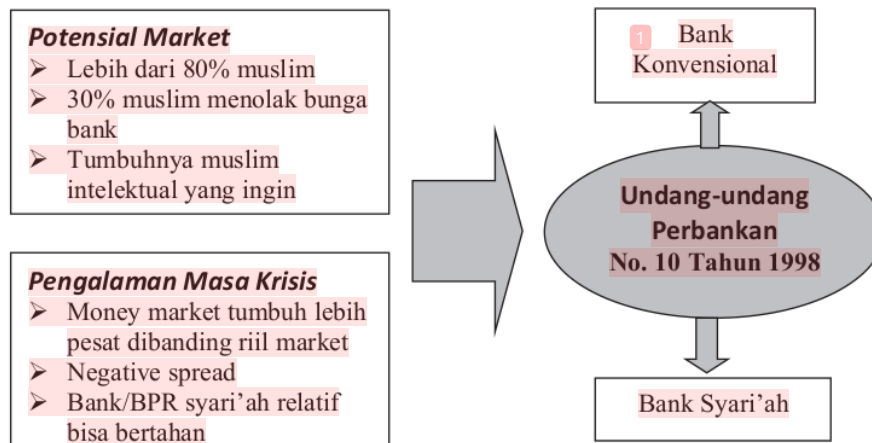 Potensial Market
➢ Lebih dari 80% muslim
➢ 30% muslim menolak bunga
bank
➢ Tumbuhnya muslim
intelektual yang ingin
Pengalaman Masa Krisis
➢ Money market tumbuh lebih
pesat dibanding riil market
➢ Negative spread
➢ Bank/BPR syari’ah relatif
bisa bertahan
1 Bank
Konvensional
Undang-undang
Perbankan
No. 10 Tahun 1998
Bank Syari’ah